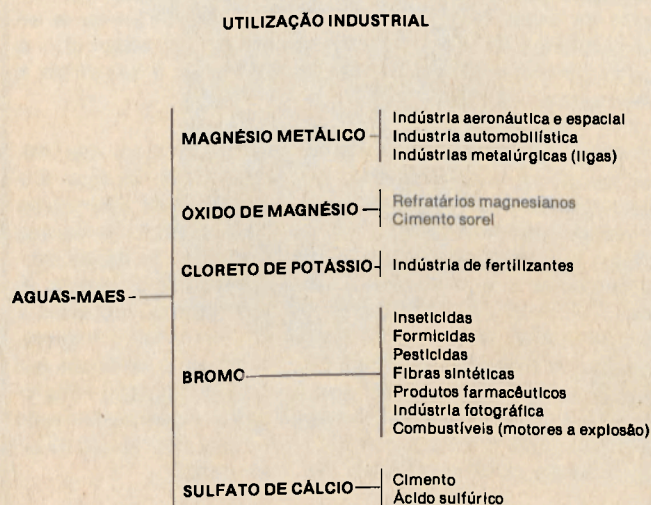 UTILIZAÇÃO INDUSTRIAL
AGUAS-MAES
MAGNÉSIO METÁLICO
Indústria aeronáutica e espacial
Industria automobilística
Indústrias metalúrgicas (ligas)
ÓXIDO DE MAGNÉSIO
Refratários magnesianos
Cimento sorel
CLORETO DE POTÁSSIO
Indústria de fertilizantes
BROMO
Inseticidas
Formicidas
Pesticidas
Fibras sintéticas
Produtos farmacêuticos
Indústria fotográfica
Combustíveis (motores a explosão)
SULFATO DE CÁLCIO
Cimento
Ácido sulfúrico